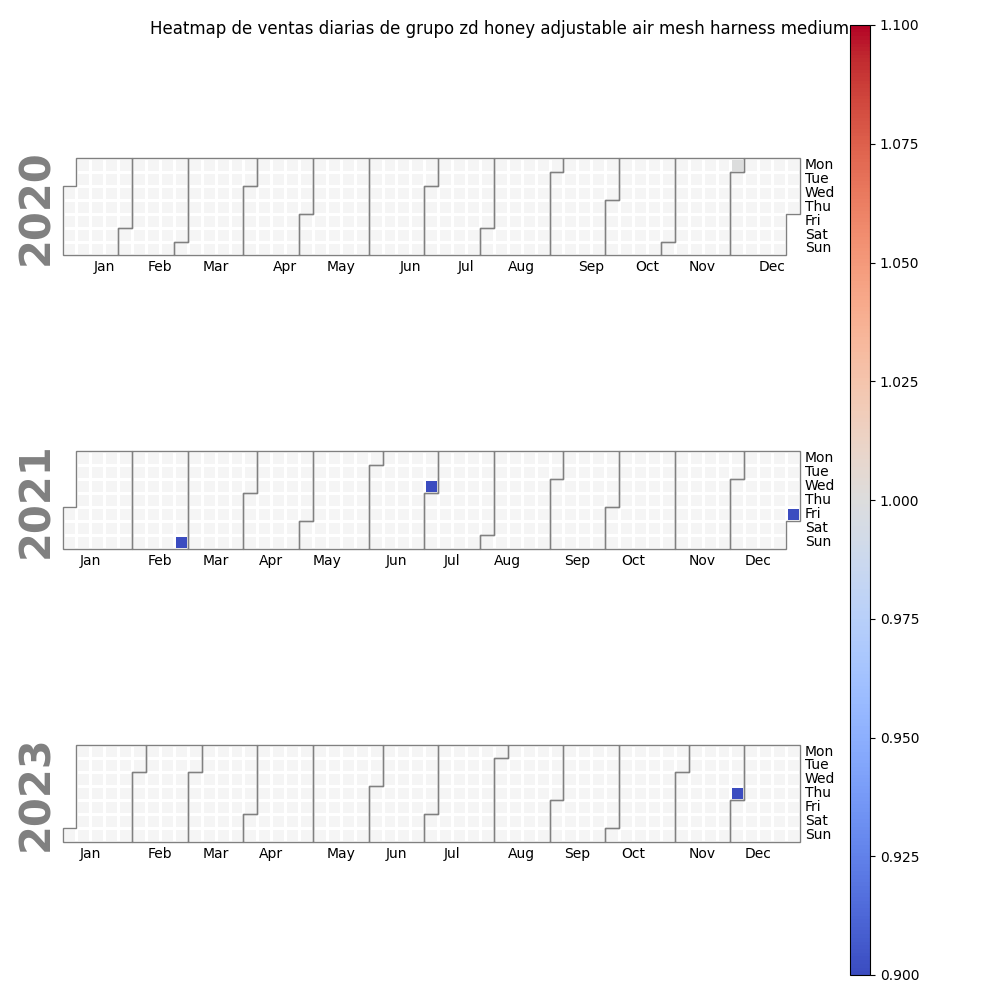 Heatmap de ventas diarias de grupo zd honey adjustable air mesh harness medium
1.100
1.075
1.050
1.025
1.000
0.975
0.950
0.925
0.900
2020
Mon
Tue
Wed
Thu
Fri
Sat
Sun
Jan Feb Mar Apr May Jun Jul Aug Sep Oct Nov Dec
2021
Mon
Tue
Wed
Thu
Fri
Sat
Sun
Jan Feb Mar Apr May Jun Jul Aug Sep Oct Nov Dec
2023
Mon
Tue
Wed
Thu
Fri
Sat
Sun
Jan Feb Mar Apr May Jun Jul Aug Sep Oct Nov Dec